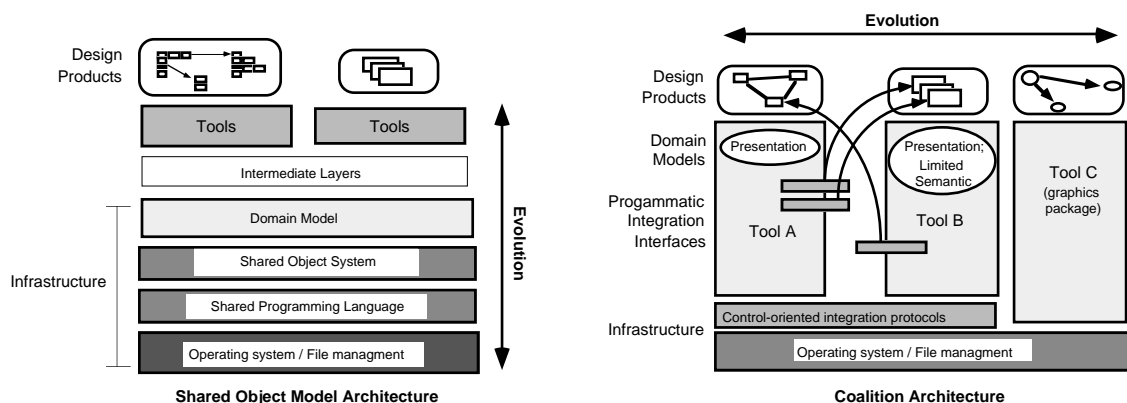 Design
Products
Tools
Tools
Intermediate Layers
Domain Model
Shared Object System
Shared Programming Language
Operating system / File managment
Infrastructure
Evolution
Shared Object Model Architecture
Evolution
Design
Products
Domain
Models
Presentation
Presentation;
Limited
Semantic
Progammatic
Integration
Interfaces
Tool A
Tool B
Tool C
(graphics
package)
Control-oriented integration protocols
Infrastructure
Operating system / File managment
Coalition Architecture